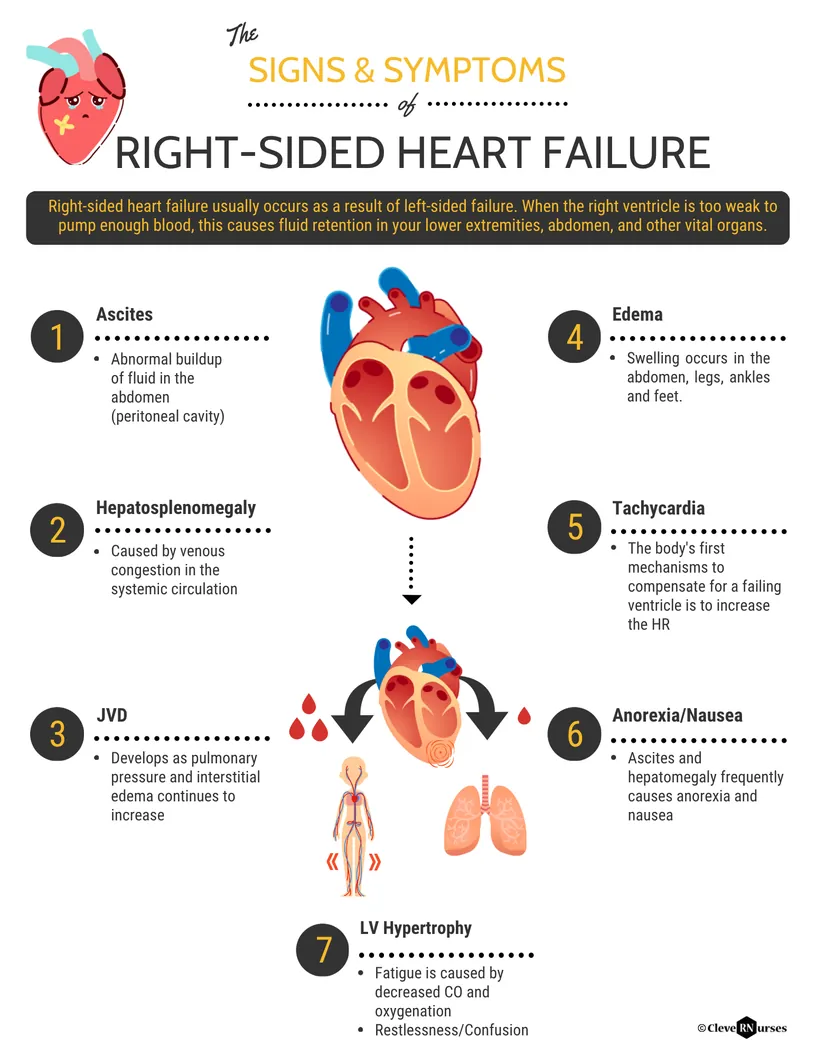 The
SIGNS & SYMPTOMS
of
RIGHT-SIDED HEART FAILURE
Right-sided heart failure usually occurs as a result of left-sided failure. When the right ventricle is too weak to
pump enough blood, this causes fluid retention in your lower extremities, abdomen, and other vital organs.
1
Ascites
• Abnormal buildup
of fluid in the
abdomen
(peritoneal cavity)
2
Hepatosplenomegaly
• Caused by venous
congestion in the
systemic circulation
3
JVD
• Develops as pulmonary
pressure and interstitial
edema continues to
increase
4
Edema
• Swelling occurs in the
abdomen, legs, ankles
and feet.
5
Tachycardia
• The body's first
mechanisms to
compensate for a failing
ventricle is to increase
the HR
6
Anorexia/Nausea
• Ascites and
hepatomegaly frequently
causes anorexia and
nausea
7
LV Hypertrophy
• Fatigue is caused by
decreased CO and
oxygenation
• Restlessness/Confusion
©CleveRNurses